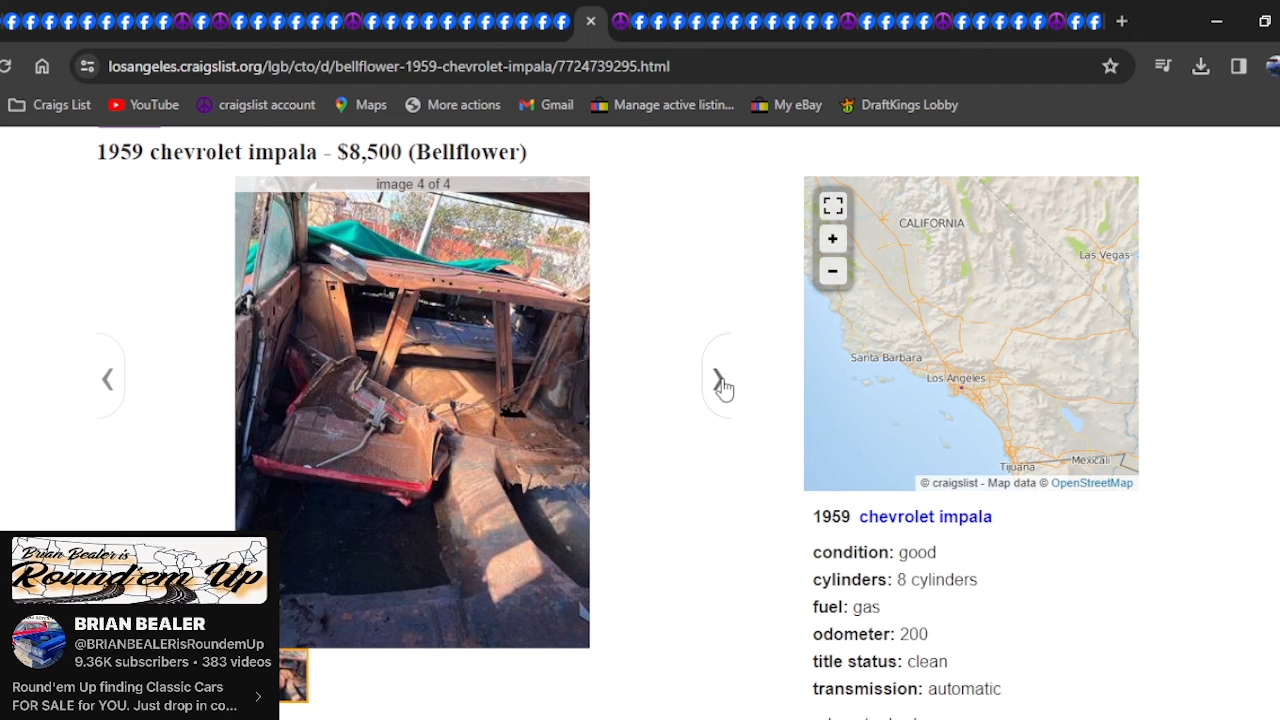 losangeles.craigslist.org/lgb/cto/d/bellflower-1959-chevrolet-impala/7724739295.html
Craigs List YouTube craigslist account Maps More actions Gmail Manage active listin... My eBay DraftKings Lobby
1959 chevrolet impala - $8,500 (Bellflower)
image 4 of 4
CALIFORNIA
Las Vegas
Santa Barbara
Los Angeles
Tijuana
Mexicali
© craigslist - Map data © OpenStreetMap
1959 chevrolet impala
condition: good
cylinders: 8 cylinders
fuel: gas
odometer: 200
title status: clean
transmission: automatic
Brian Bealer is
Round'em Up
BRIAN BEALER
@BRIANBEALERisRoundemUp
9.36K subscribers • 383 videos
Round'em Up finding Classic Cars
FOR SALE for YOU. Just drop in co...